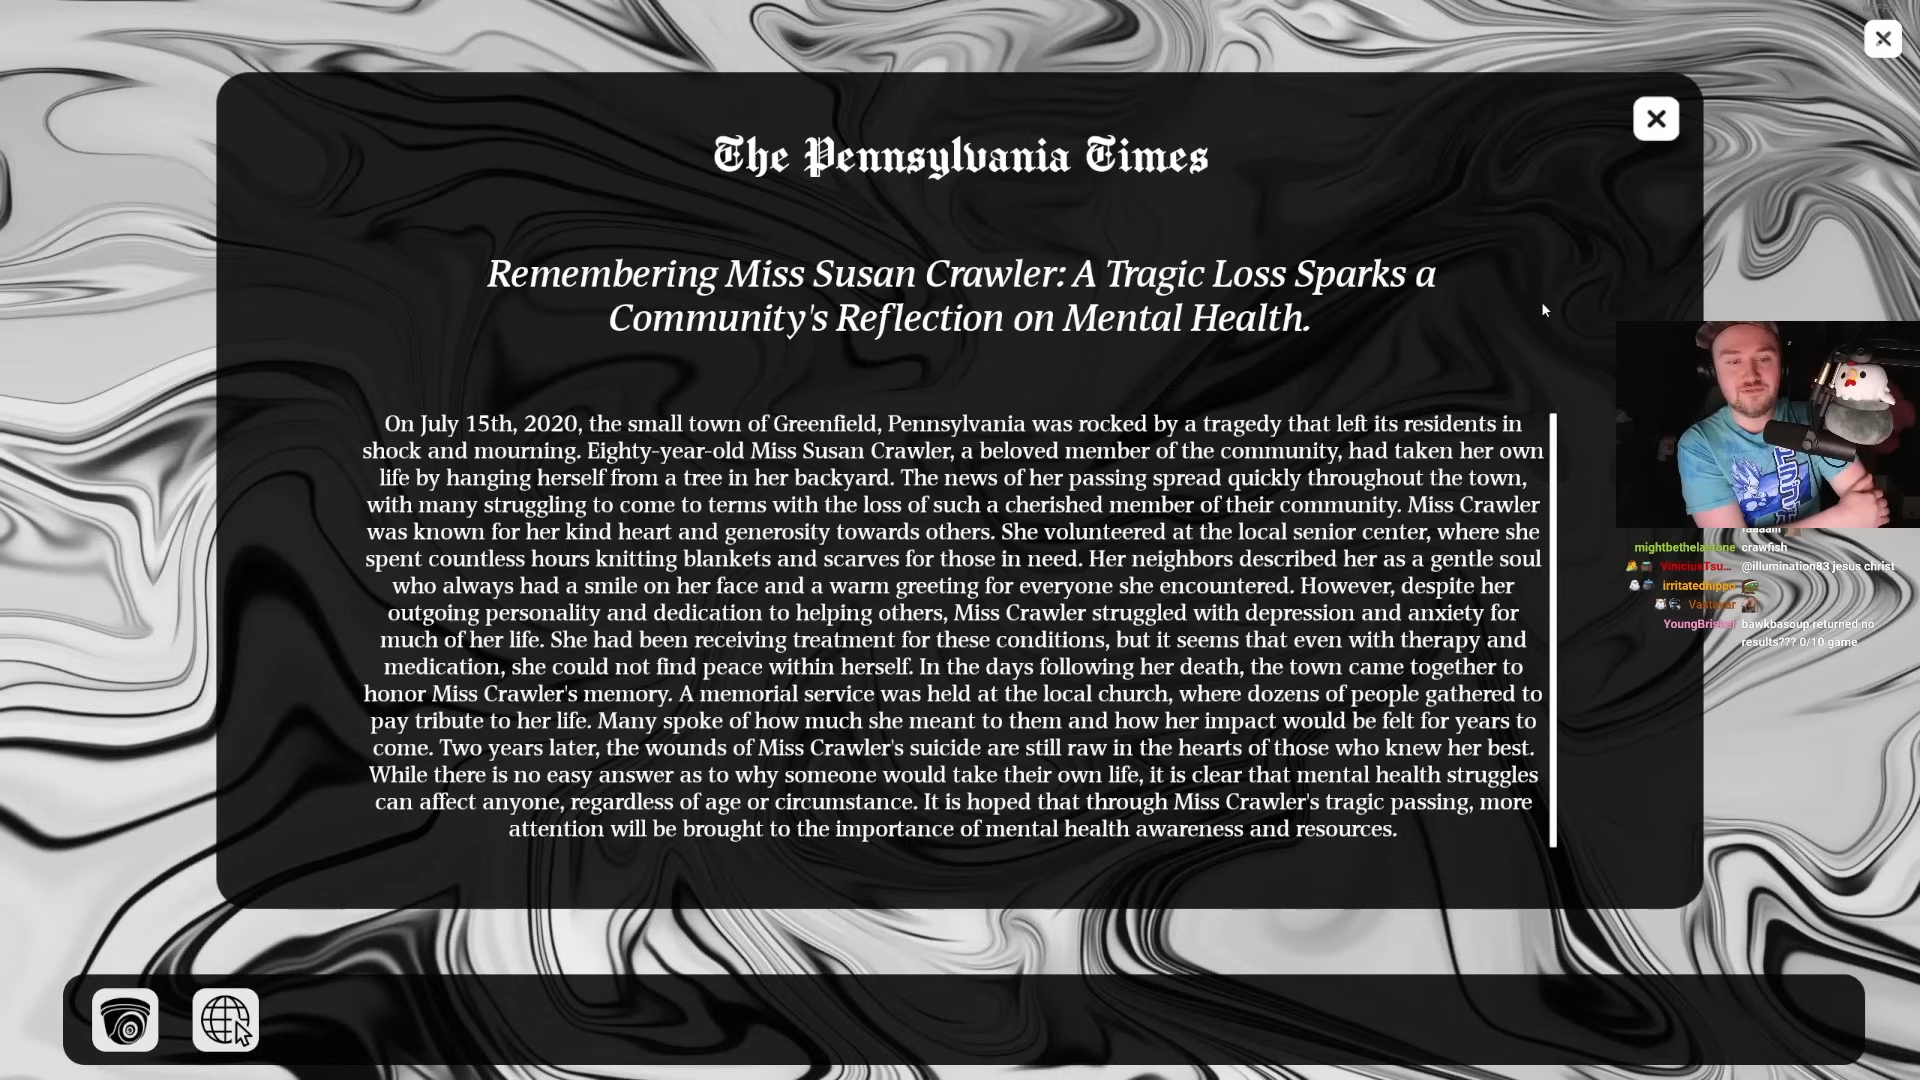 The Pennsylvania Times
Remembering Miss Susan Crawler: A Tragic Loss Sparks a
Community's Reflection on Mental Health.
On July 15th, 2020, the small town of Greenfield, Pennsylvania was rocked by a tragedy that left its residents in
shock and mourning. Eighty-year-old Miss Susan Crawler, a beloved member of the community, had taken her own
life by hanging herself from a tree in her backyard. The news of her passing spread quickly throughout the town,
with many struggling to come to terms with the loss of such a cherished member of their community. Miss Crawler
was known for her kind heart and generosity towards others. She volunteered at the local senior center, where she
spent countless hours knitting blankets and scarves for those in need. Her neighbors described her as a gentle soul
who always had a smile on her face and a warm greeting for everyone she encountered. However, despite her
outgoing personality and dedication to helping others, Miss Crawler struggled with depression and anxiety for
much of her life. She had been receiving treatment for these conditions, but it seems that even with therapy and
medication, she could not find peace within herself. In the days following her death, the town came together to
honor Miss Crawler's memory. A memorial service was held at the local church, where dozens of people gathered to
pay tribute to her life. Many spoke of how much she meant to them and how her impact would be felt for years to
come. Two years later, the wounds of Miss Crawler's suicide are still raw in the hearts of those who knew her best.
While there is no easy answer as to why someone would take their own life, it is clear that mental health struggles
can affect anyone, regardless of age or circumstance. It is hoped that through Miss Crawler's tragic passing, more
attention will be brought to the importance of mental health awareness and resources.
mightbethelastone crawfish
ViniciusTsu... @illumination83 jesus christ
irritatedhippo
bawkbasoup returned no
results??? 0/10 game